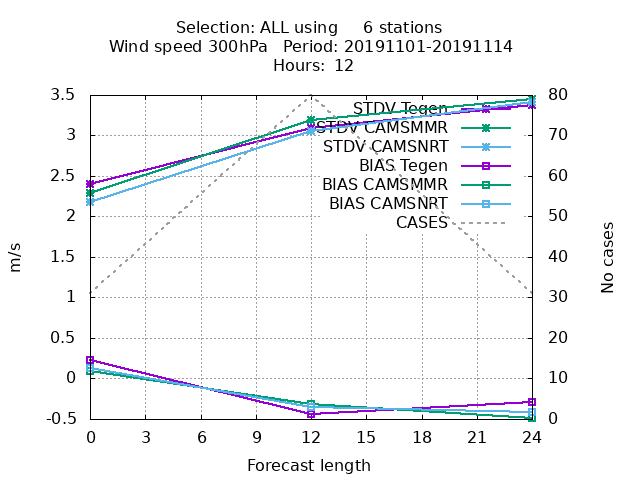 Selection: ALL using 6 stations
Wind speed 300hPa Period: 20191101-20191114
Hours: 12
3.5
3
2.5
2
1.5
1
0.5
0
-0.5
m/s
80
70
60
50
40
30
20
10
0
No cases
STDV Tegen
STDV CAMSMMR
STDV CAMSNRT
BIAS Tegen
BIAS CAMSMMR
BIAS CAMSNRT
CASES
0 3 6 9 12 15 18 21 24
Forecast length